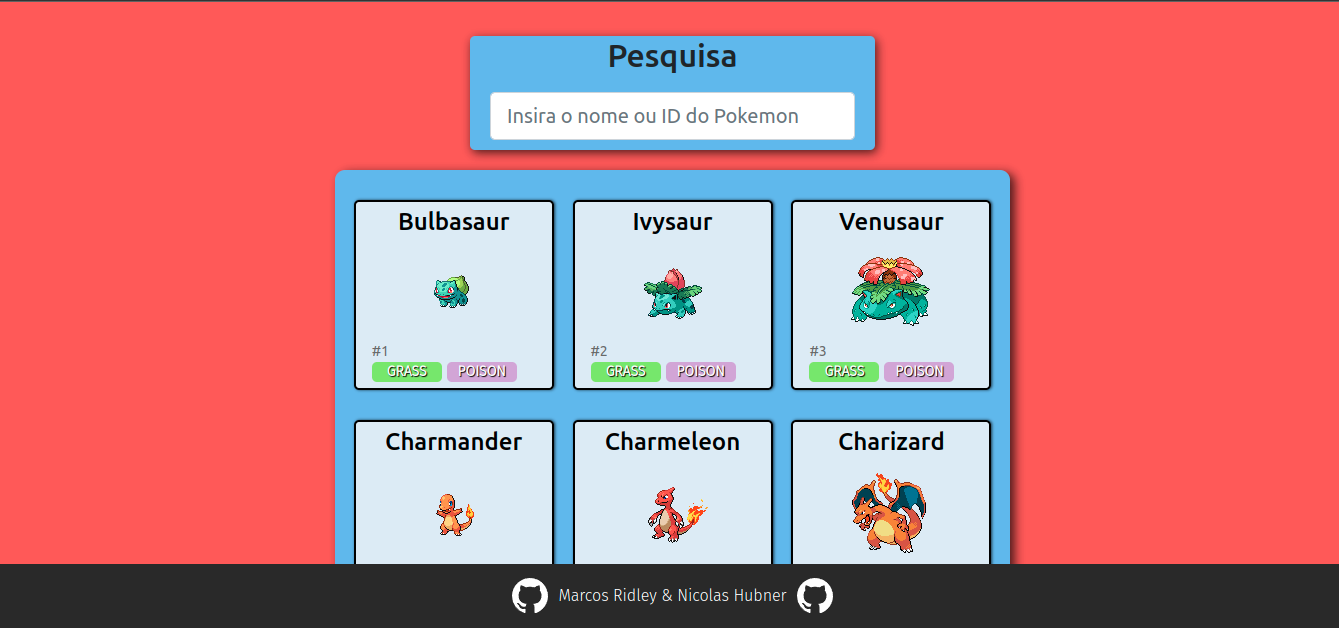 Pesquisa
Insira o nome ou ID do Pokemon
Bulbasaur
Ivysaur
Venusaur
#1
#2
#3
GRASS POISON
GRASS POISON
GRASS POISON
Charmander
Charmeleon
Charizard
Marcos Ridley & Nicolas Hubner